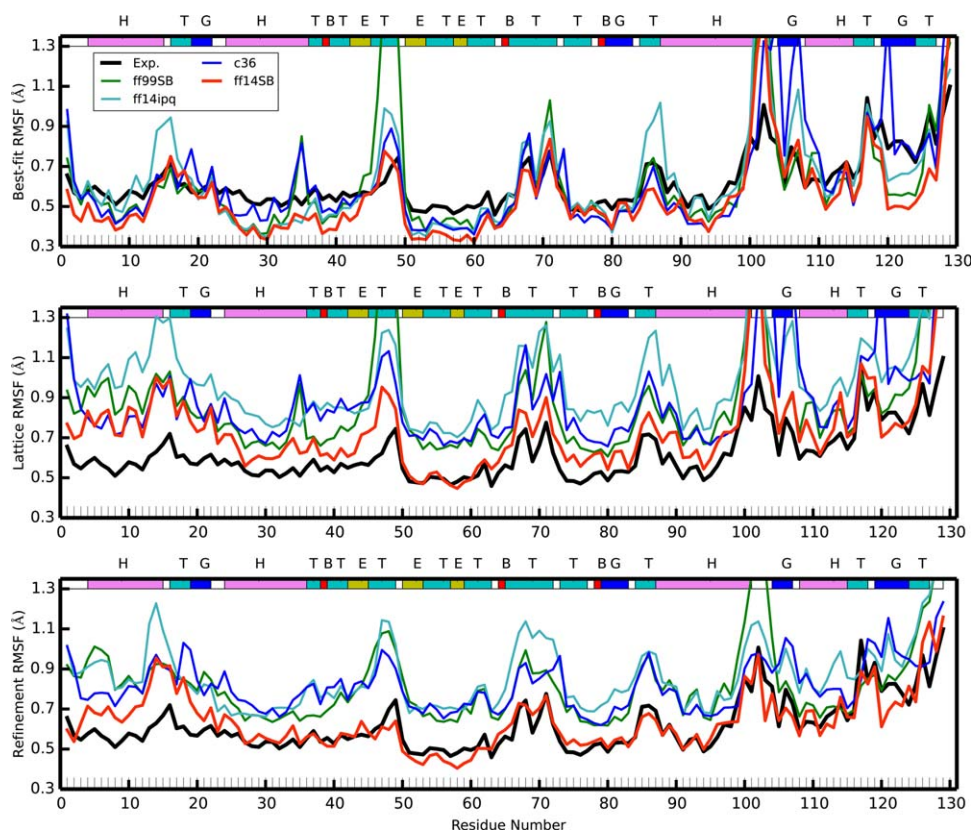 H T G H T B T E T E T E T B T T B G T H G H T G T
1.3
1.1
0.9
0.7
0.5
0.3
Best-fit RMSF (Å)
Exp.
ff99SB
ff14ipq
c36
ff14SB
0 10 20 30 40 50 60 70 80 90 100 110 120 130
H T G H T B T E T E T E T B T T B G T H G H T G T
1.3
1.1
0.9
0.7
0.5
0.3
Lattice RMSF (Å)
0 10 20 30 40 50 60 70 80 90 100 110 120 130
H T G H T B T E T E T E T B T T B G T H G H T G T
1.3
1.1
0.9
0.7
0.5
0.3
Refinement RMSF (Å)
0 10 20 30 40 50 60 70 80 90 100 110 120 130
Residue Number